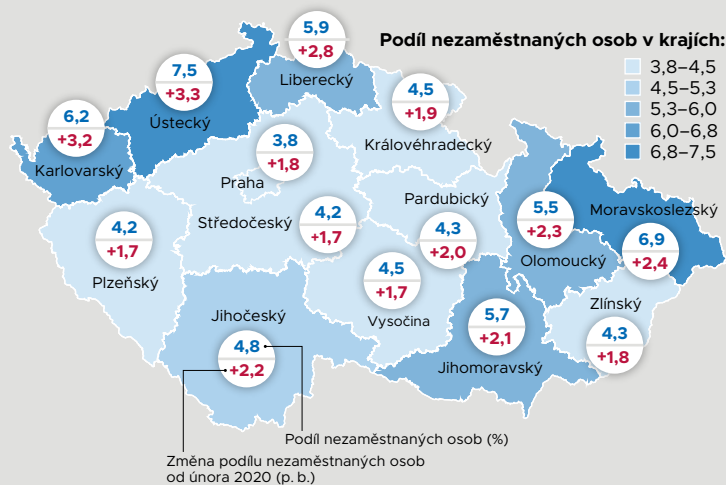 Podíl nezaměstnaných osob v krajích:
3,8–4,5
4,5–5,3
5,3–6,0
6,0–6,8
6,8–7,5
5,9
+2,8
Liberecký
7,5
+3,3
Ústecký
6,2
+3,2
Karlovarský
4,5
+1,9
Královéhradecký
3,8
+1,8
Praha
4,2
+1,7
Středočeský
4,2
+1,7
Plzeňský
Pardubický
4,3
+2,0
5,5
+2,3
Olomoucký
Moravskoslezský
6,9
+2,4
4,5
+1,7
Vysočina
Zlínský
4,3
+1,8
5,7
+2,1
Jihomoravský
Jihočeský
4,8
+2,2
Podíl nezaměstnaných osob (%)
Změna podílu nezaměstnaných osob
od února 2020 (p. b.)